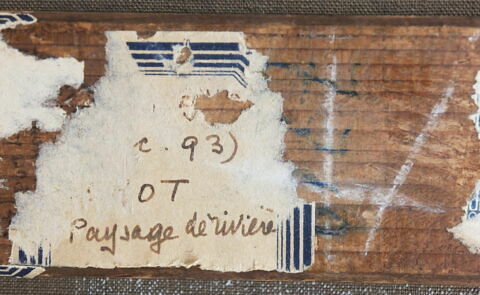 c. 93)
OT
Paysage de rivière